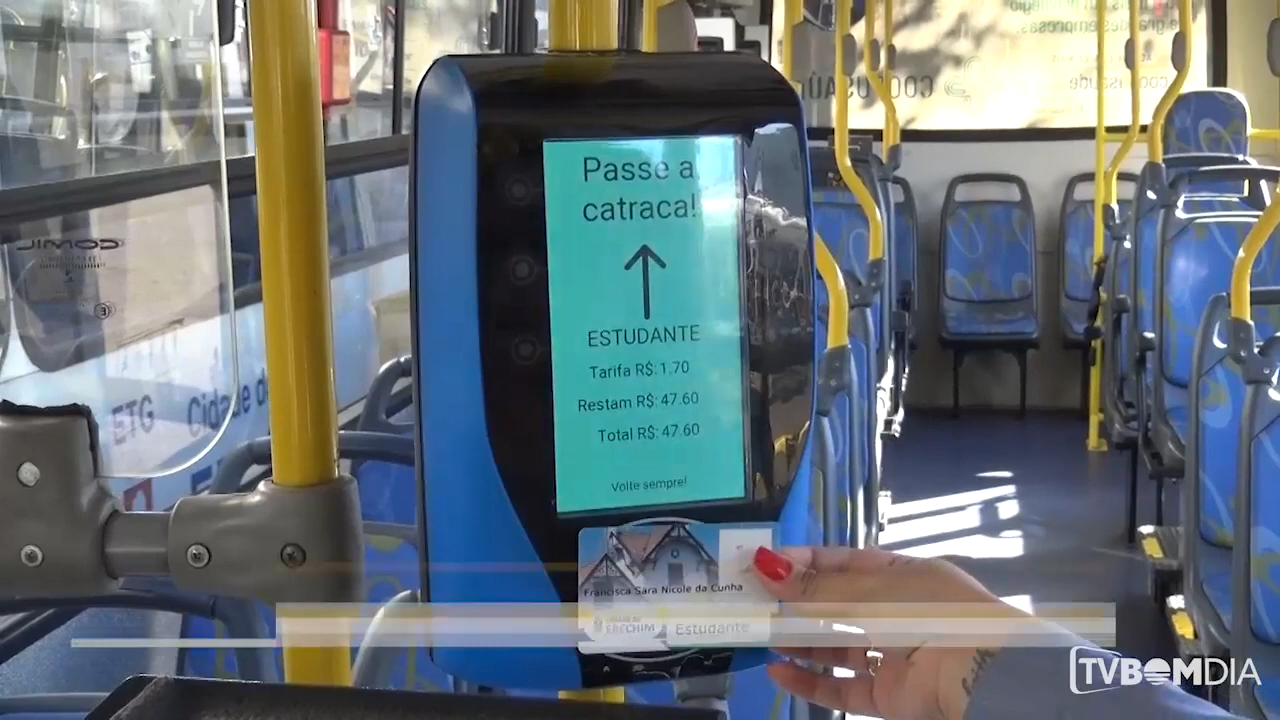 Passe a
catraca!
ESTUDANTE
Tarifa R$: 1.70
Restam R$: 47.60
Total R$: 47.60
Volte sempre!
Francisca Sara Nicole da Cunha
ERECHIM
Estudante
ETG
Cidade d
TVBOMDIA